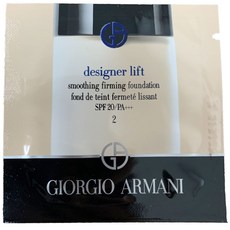 designer lift
smoothing firming foundation
fond de teint fermeté lissant
SPF 20/PA+++
2
GIORGIO ARMANI